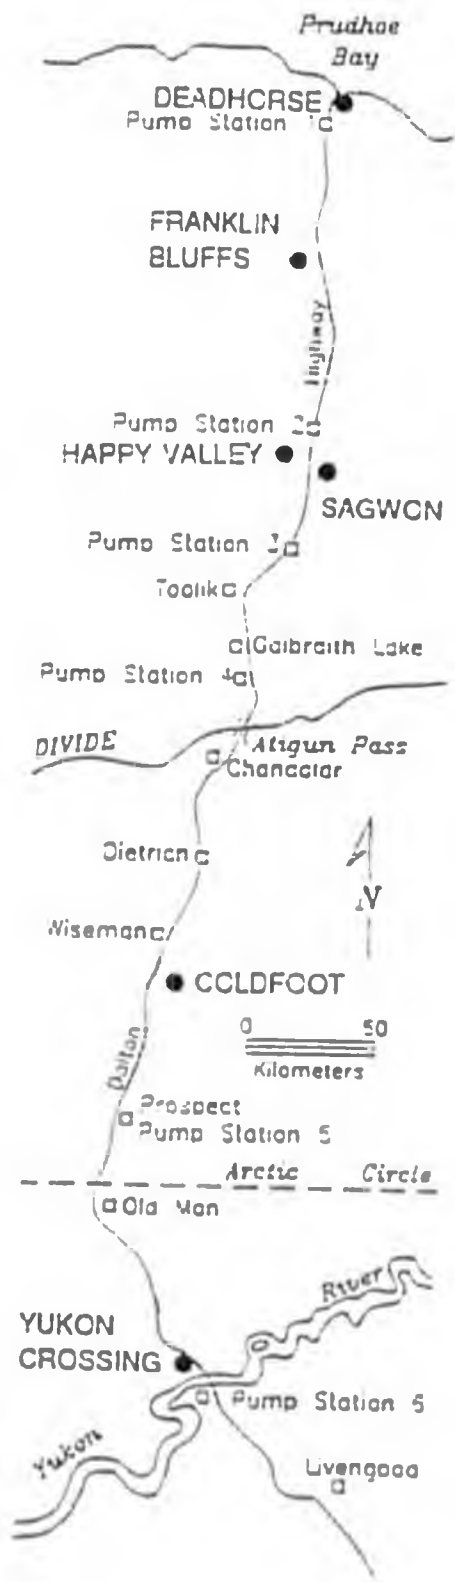 Prudhoe
Bay
DEADHORSE
Pump Station 1
FRANKLIN
BLUFFS
Highway
Pump Station 2
HAPPY VALLEY
SAGWON
Pump Station 3
Toolik
Galbraith Lake
Pump Station 4
DIVIDE
Atigun Pass
Chandalar
Dietrich
Wiseman
N
COLDFOOT
0 50
Kilometers
Dalton
Prospect
Pump Station 5
Arctic Circle
Old Man
River
YUKON
CROSSING
Pump Station 6
Yukon
Livengood